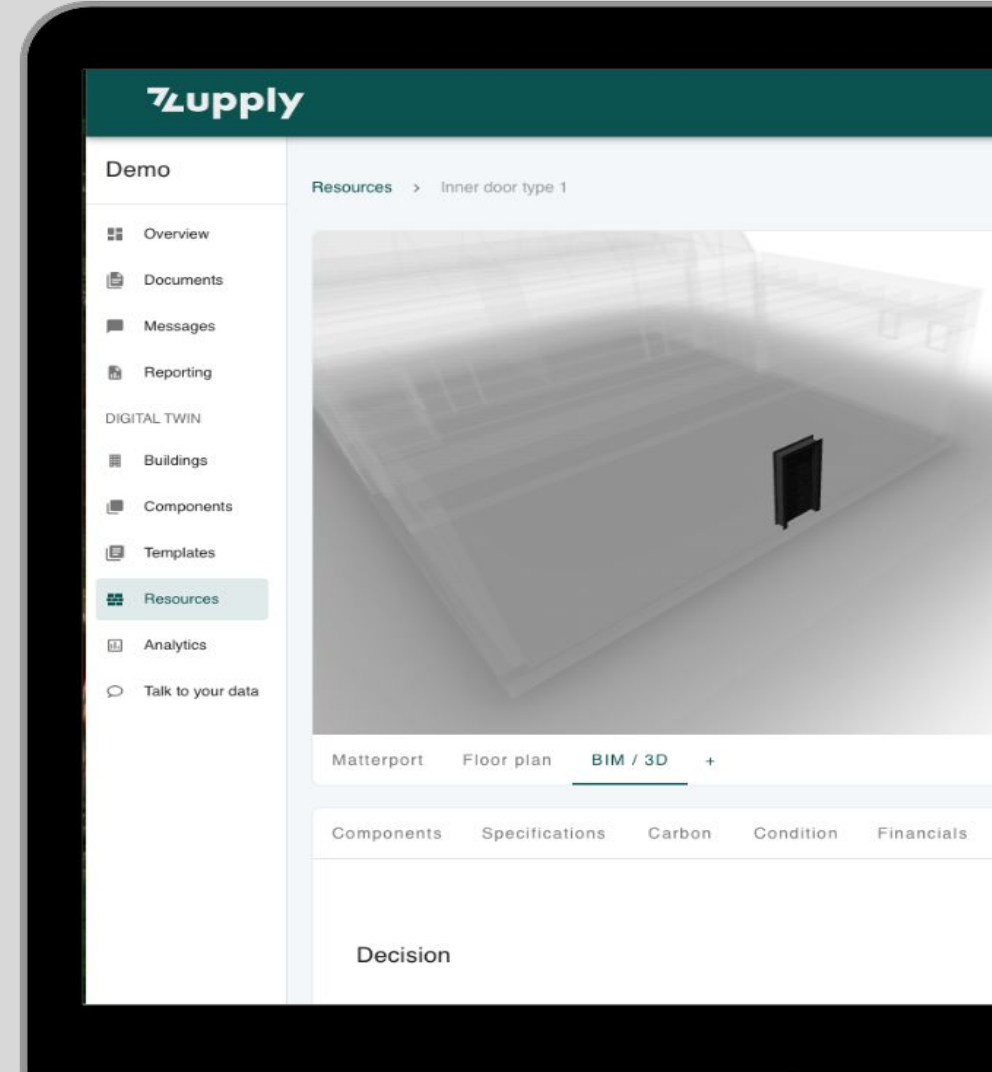 Zupply
Demo
Overview
Documents
Messages
Reporting
DIGITAL TWIN
Buildings
Components
Templates
Resources
Analytics
Talk to your data
Resources > Inner door type 1
Matterport Floor plan BIM / 3D +
Components Specifications Carbon Condition Financials
Decision